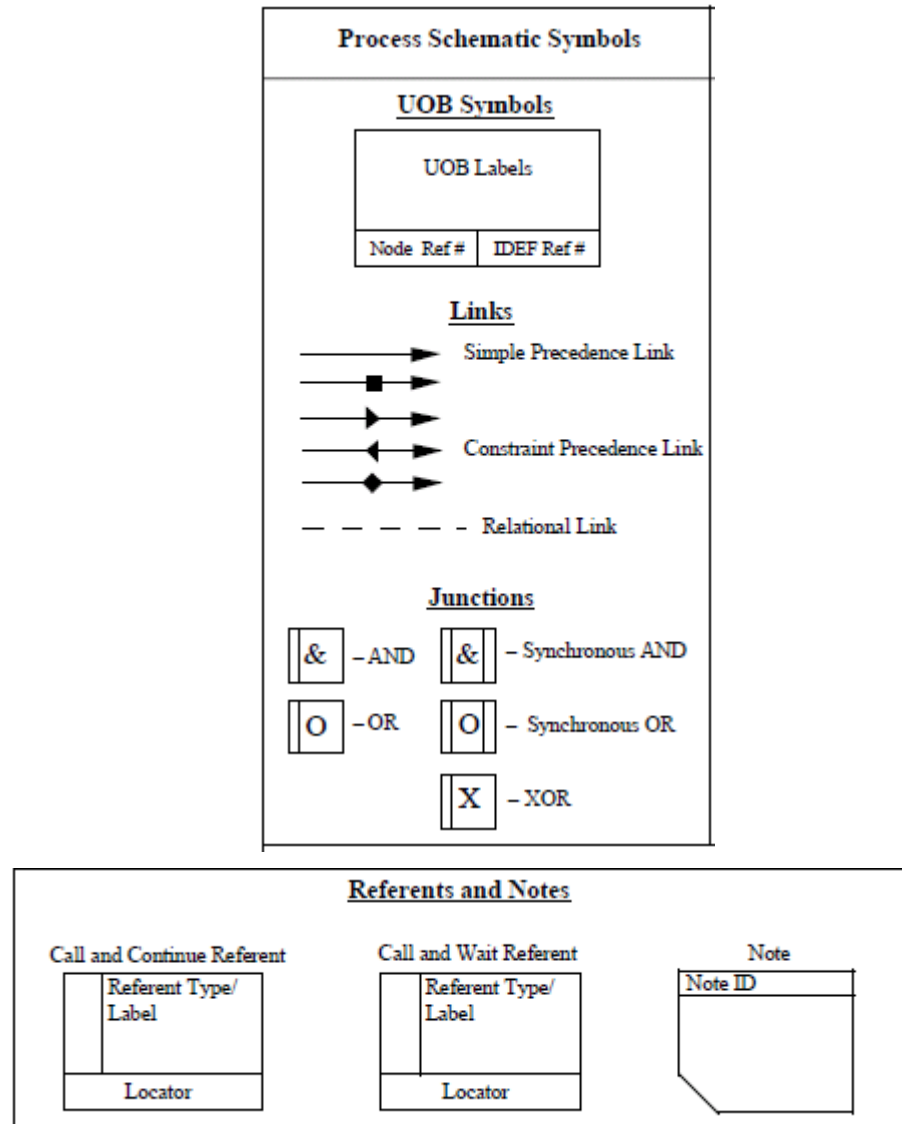 Process Schematic Symbols
UOB Symbols
UOB Labels
Node Ref #
IDEF Ref #
Links
Simple Precedence Link
Constraint Precedence Link
Relational Link
Junctions
& – AND
& – Synchronous AND
O – OR
O – Synchronous OR
X – XOR
Referents and Notes
Call and Continue Referent
Referent Type/
Label
Locator
Call and Wait Referent
Referent Type/
Label
Locator
Note
Note ID